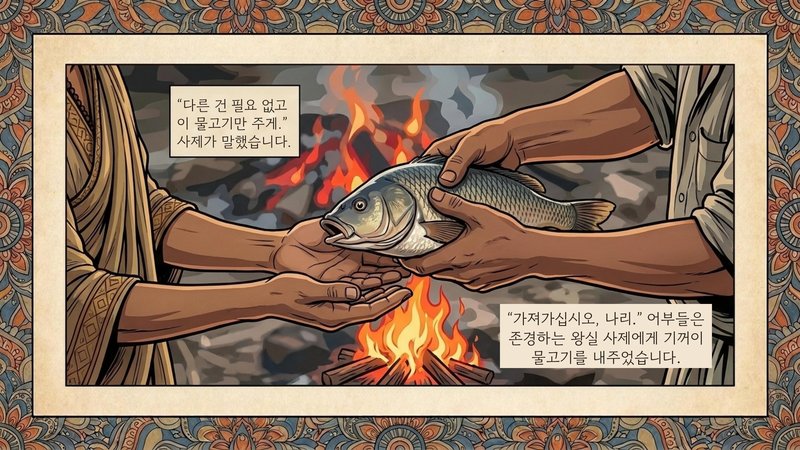 “다른 건 필요 없고
이 물고기만 주게.”
사제가 말했습니다.
“가져가십시오, 나리.” 어부들은
존경하는 왕실 사제에게 기꺼이
물고기를 내주었습니다.